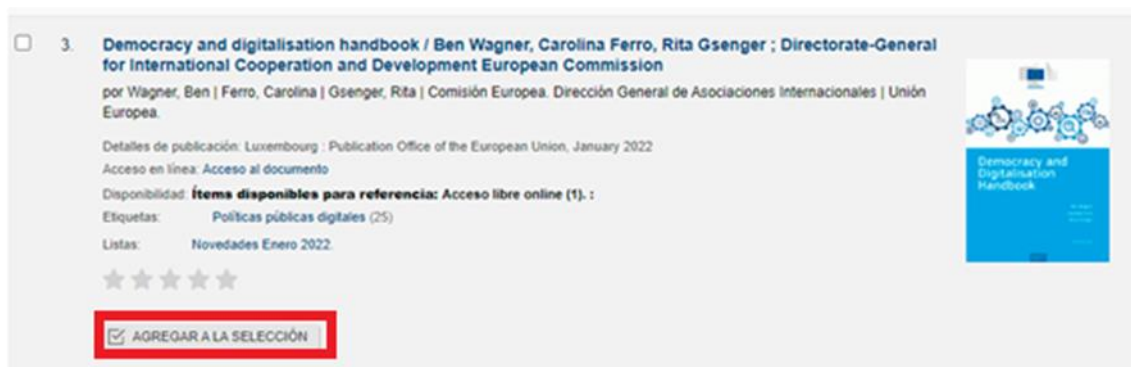 3. Democracy and digitalisation handbook / Ben Wagner, Carolina Ferro, Rita Gsenger ; Directorate-General
for International Cooperation and Development European Commission
por Wagner, Ben | Ferro, Carolina | Gsenger, Rita | Comisión Europea. Dirección General de Asociaciones Internacionales | Unión
Europea.
Detalles de publicación: Luxembourg : Publication Office of the European Union, January 2022
Acceso en línea: Acceso al documento
Disponibilidad: Ítems disponibles para referencia: Acceso libre online (1). :
Etiquetas: Políticas públicas digitales (25)
Listas: Novedades Enero 2022.
AGREGAR A LA SELECCIÓN
Democracy and
Digitalisation
Handbook